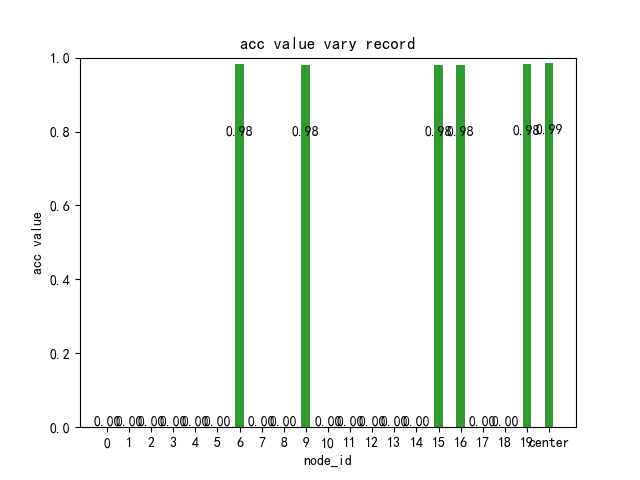 acc value vary record
acc value
1.0
0.8
0.6
0.4
0.2
0.0
0.98 0.98 0.98 0.98 0.98 0.99
0.00 0.00 0.00 0.00 0.00 0.00 0.00 0.00 0.00 0.00 0.00 0.00 0.00 0.00 0.00
0 1 2 3 4 5 6 7 8 9 10 11 12 13 14 15 16 17 18 19 center
node_id